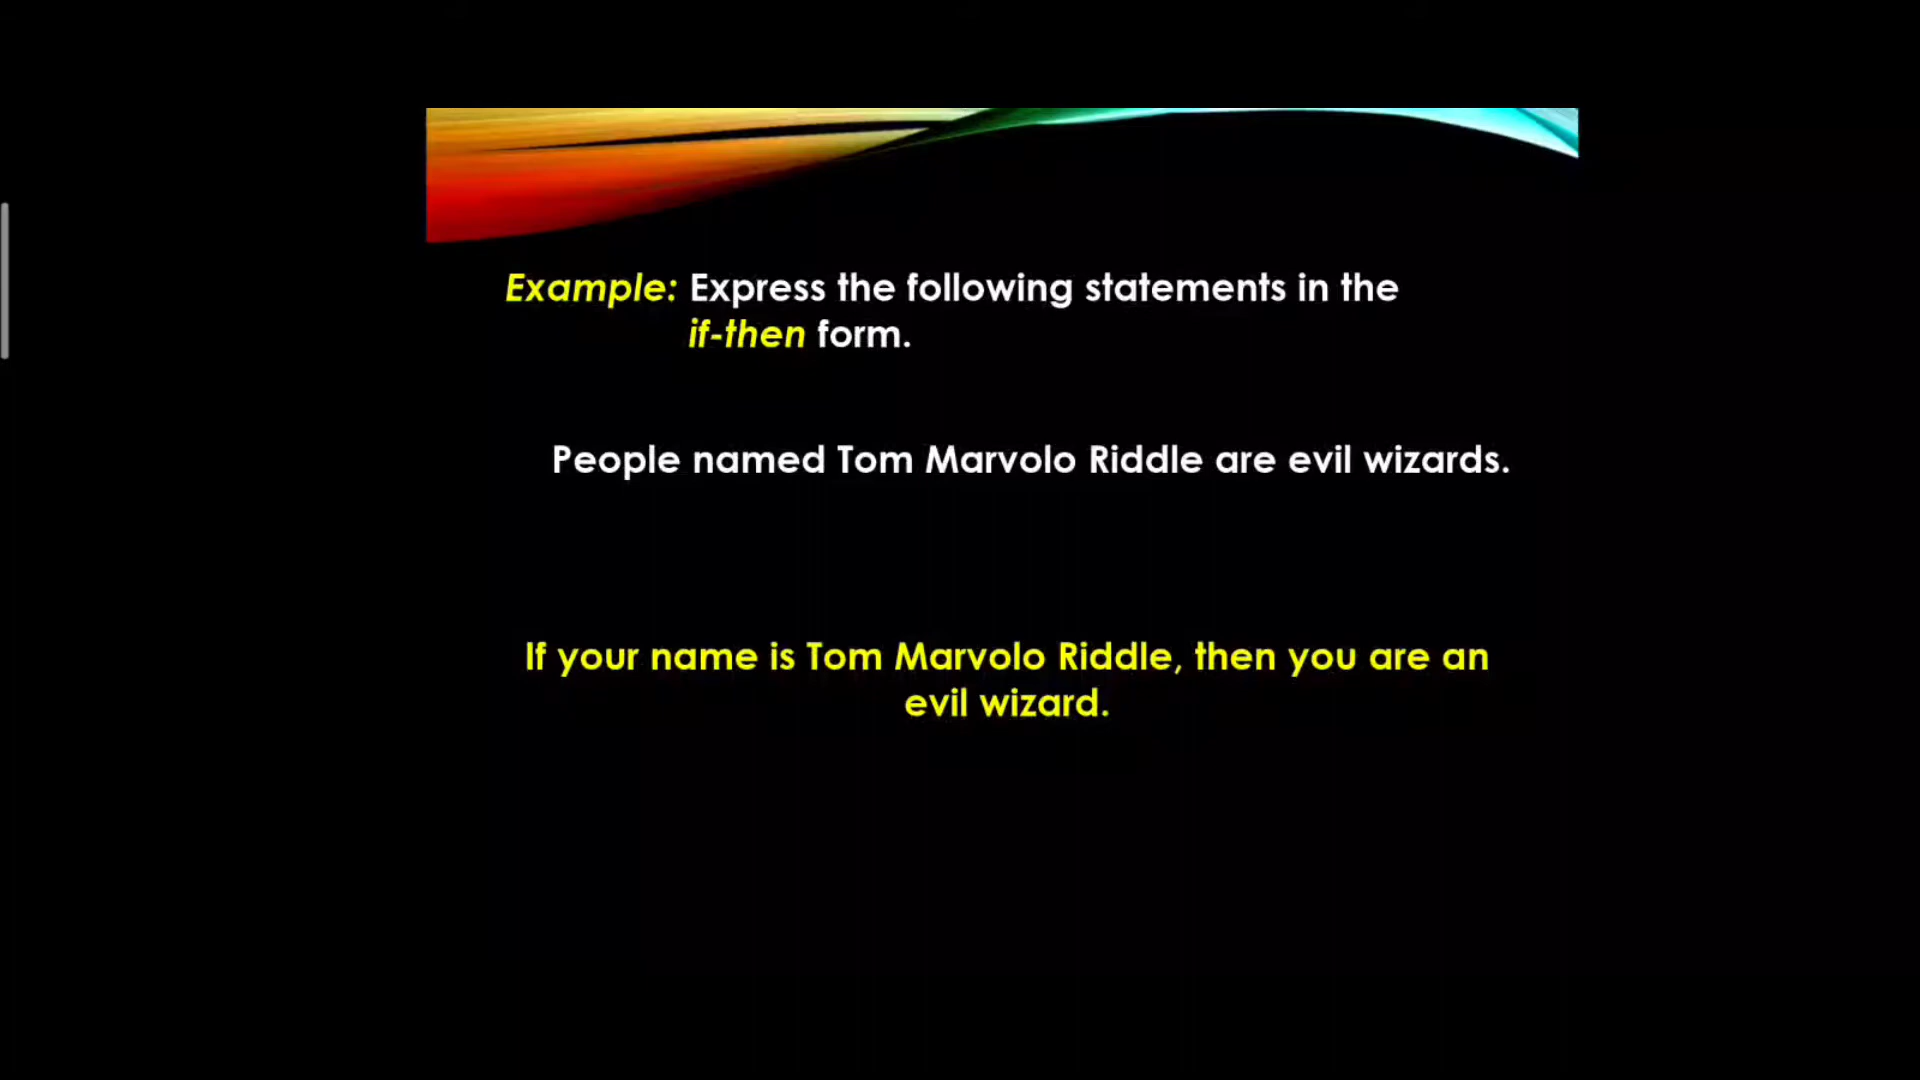 Example: Express the following statements in the
if-then form.
People named Tom Marvolo Riddle are evil wizards.
If your name is Tom Marvolo Riddle, then you are an
evil wizard.